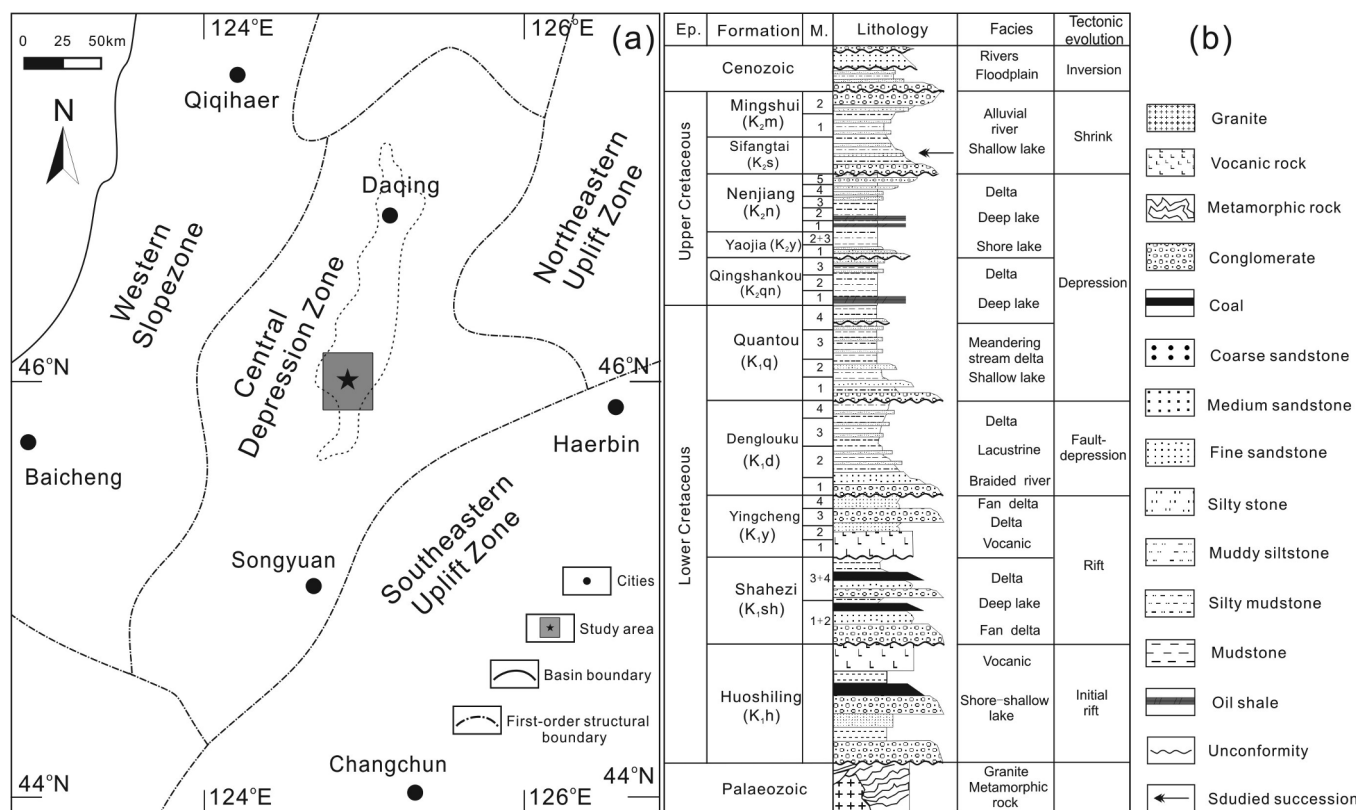 124°E
126°E
(a)
0 25 50km
Qiqihaer
N
Daqing
Western
Slopezone
Northeastern
Uplift Zone
Central
Depression Zone
46°N
46°N
Haerbin
Baicheng
Southeastern
Uplift Zone
Songyuan
Cities
Study area
Basin boundary
First-order structural
boundary
Changchun
44°N
44°N
124°E
126°E
Ep. Formation M. Lithology Facies Tectonic
evolution
Cenozoic
Rivers
Floodplain
Inversion
Upper Cretaceous
Mingshui
(K₂m)
2
1
Alluvial
river
Shallow lake
Shrink
Sifangtai
(K₂s)
Nenjiang
(K₂n)
5
4
3
2
1
Delta
Deep lake
Shore lake
Yaojia (K₂y)
2+3
1
Qingshankou
(K₂qn)
3
2
1
Delta
Deep lake
Depression
Lower Cretaceous
Quantou
(K₁q)
4
3
2
1
Meandering
stream delta
Shallow lake
Denglouku
(K₁d)
4
3
2
1
Delta
Lacustrine
Braided river
Fault-
depression
Yingcheng
(K₁y)
4
3
2
1
Fan delta
Delta
Vocanic
Rift
Shahezi
(K₁sh)
3+4
1+2
Delta
Deep lake
Fan delta
Huoshiling
(K₁h)
Vocanic
Shore-shallow
lake
Initial
rift
Palaeozoic
Granite
Metamorphic
rock
(b)
Granite
Vocanic rock
Metamorphic rock
Conglomerate
Coal
Coarse sandstone
Medium sandstone
Fine sandstone
Silty stone
Muddy siltstone
Silty mudstone
Mudstone
Oil shale
Unconformity
Sdudied succession